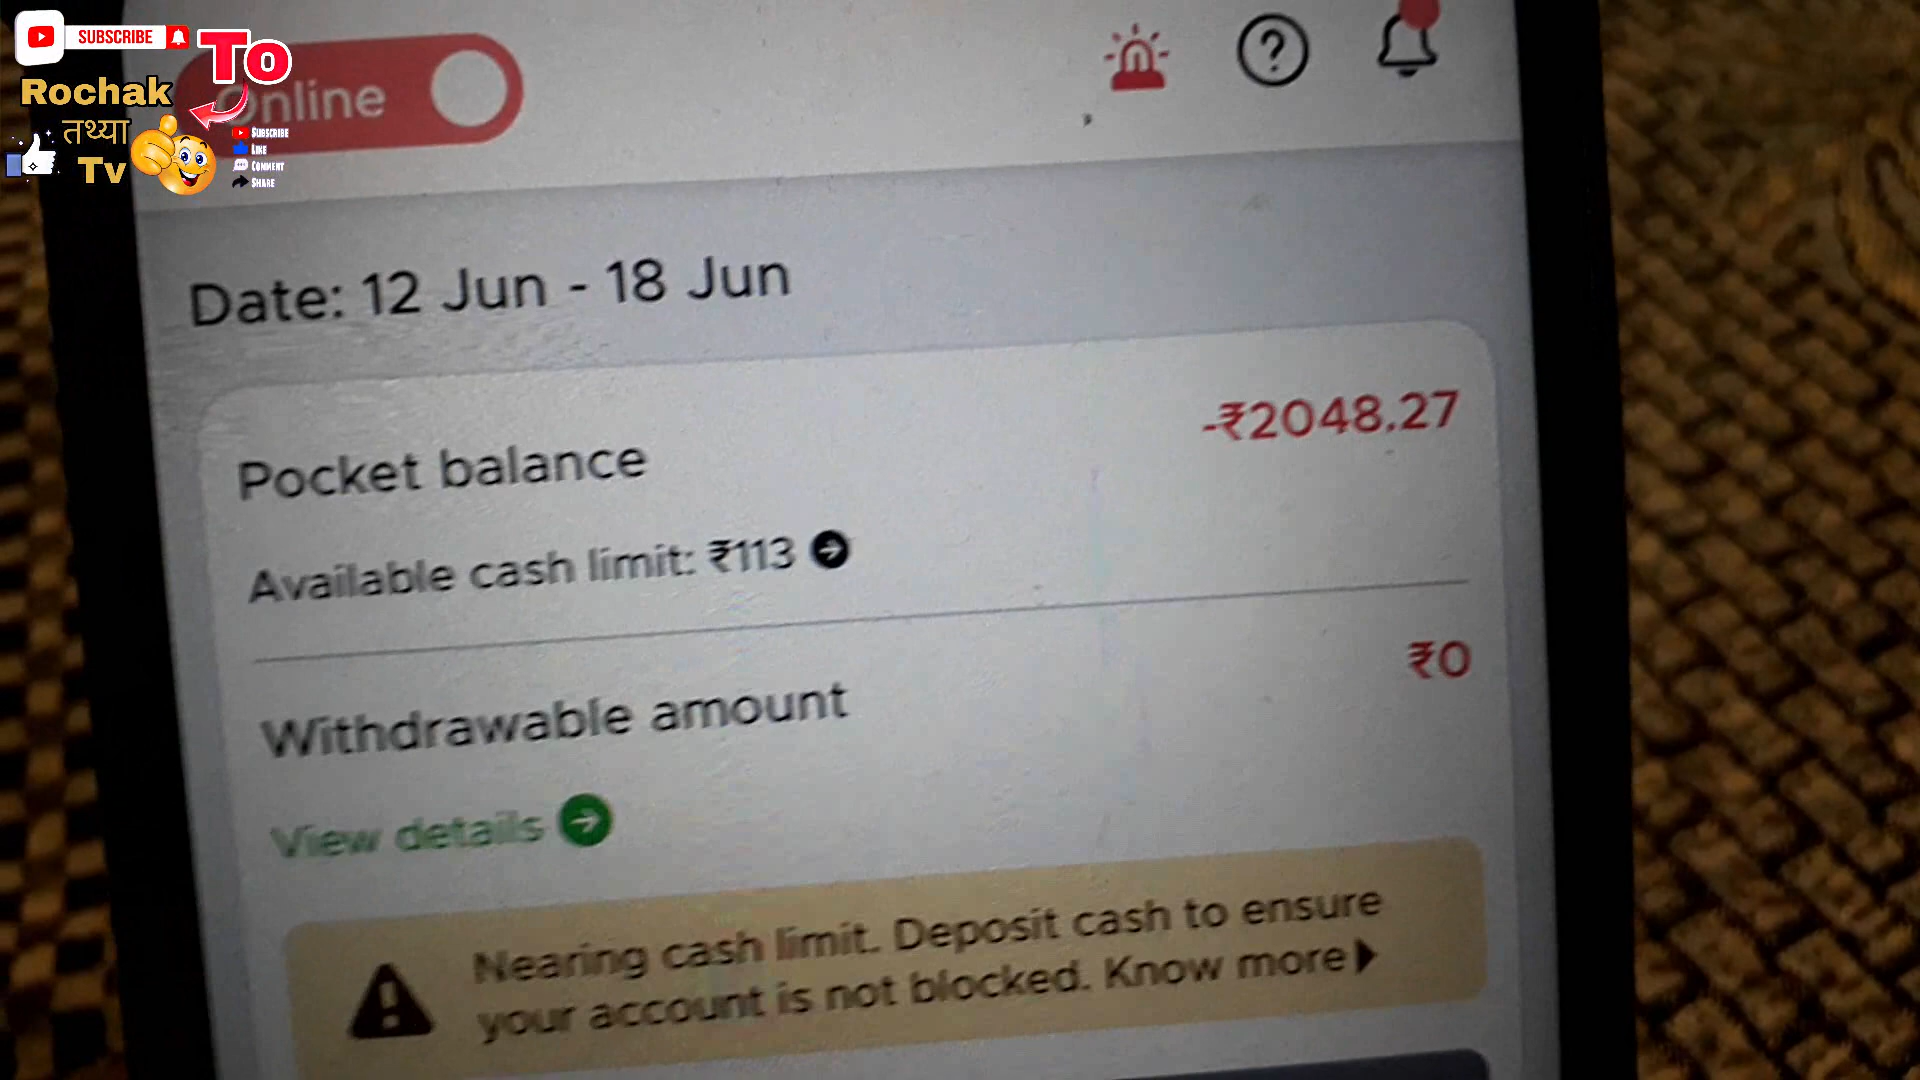 SUBSCRIBE
To
Rochak
तथ्या
Tv
SUBSCRIBE
LIKE
COMMENT
SHARE
Online
Date: 12 Jun - 18 Jun
Pocket balance
-₹2048.27
Available cash limit: ₹113
Withdrawable amount
₹0
View details
Nearing cash limit. Deposit cash to ensure
your account is not blocked. Know more